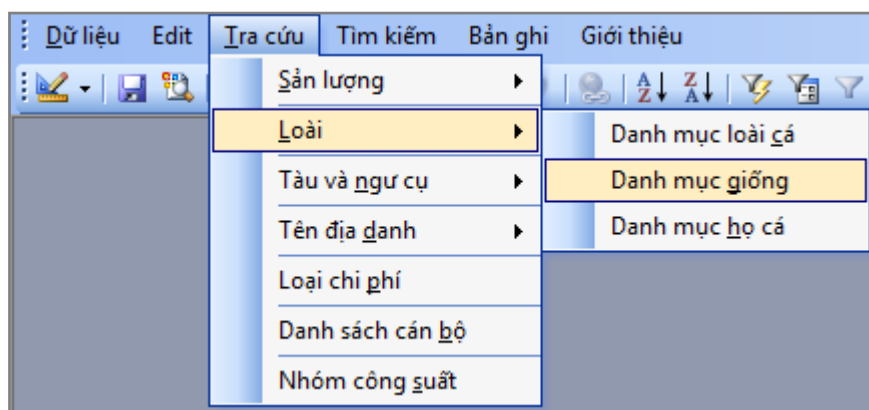 Dữ liệu Edit Tra cứu Tìm kiếm Bản ghi Giới thiệu
Sản lượng
Loài
Tàu và ngư cụ
Tên địa danh
Loại chi phí
Danh sách cán bộ
Nhóm công suất
Danh mục loài cá
Danh mục giống
Danh mục họ cá